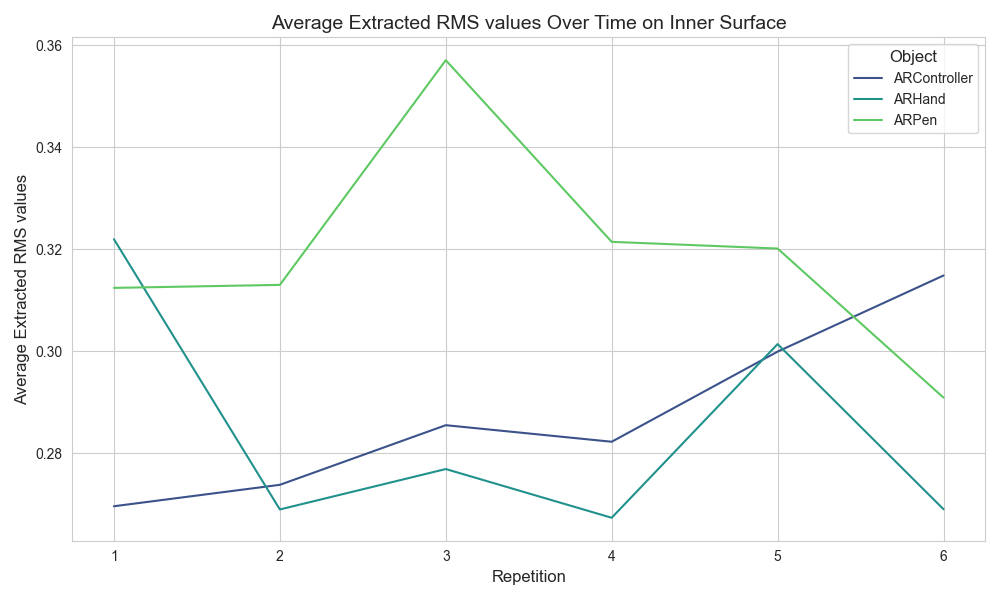 Average Extracted RMS values Over Time on Inner Surface
Object
ARController
ARHand
ARPen
Average Extracted RMS values
0.36
0.34
0.32
0.30
0.28
1 2 3 4 5 6
Repetition